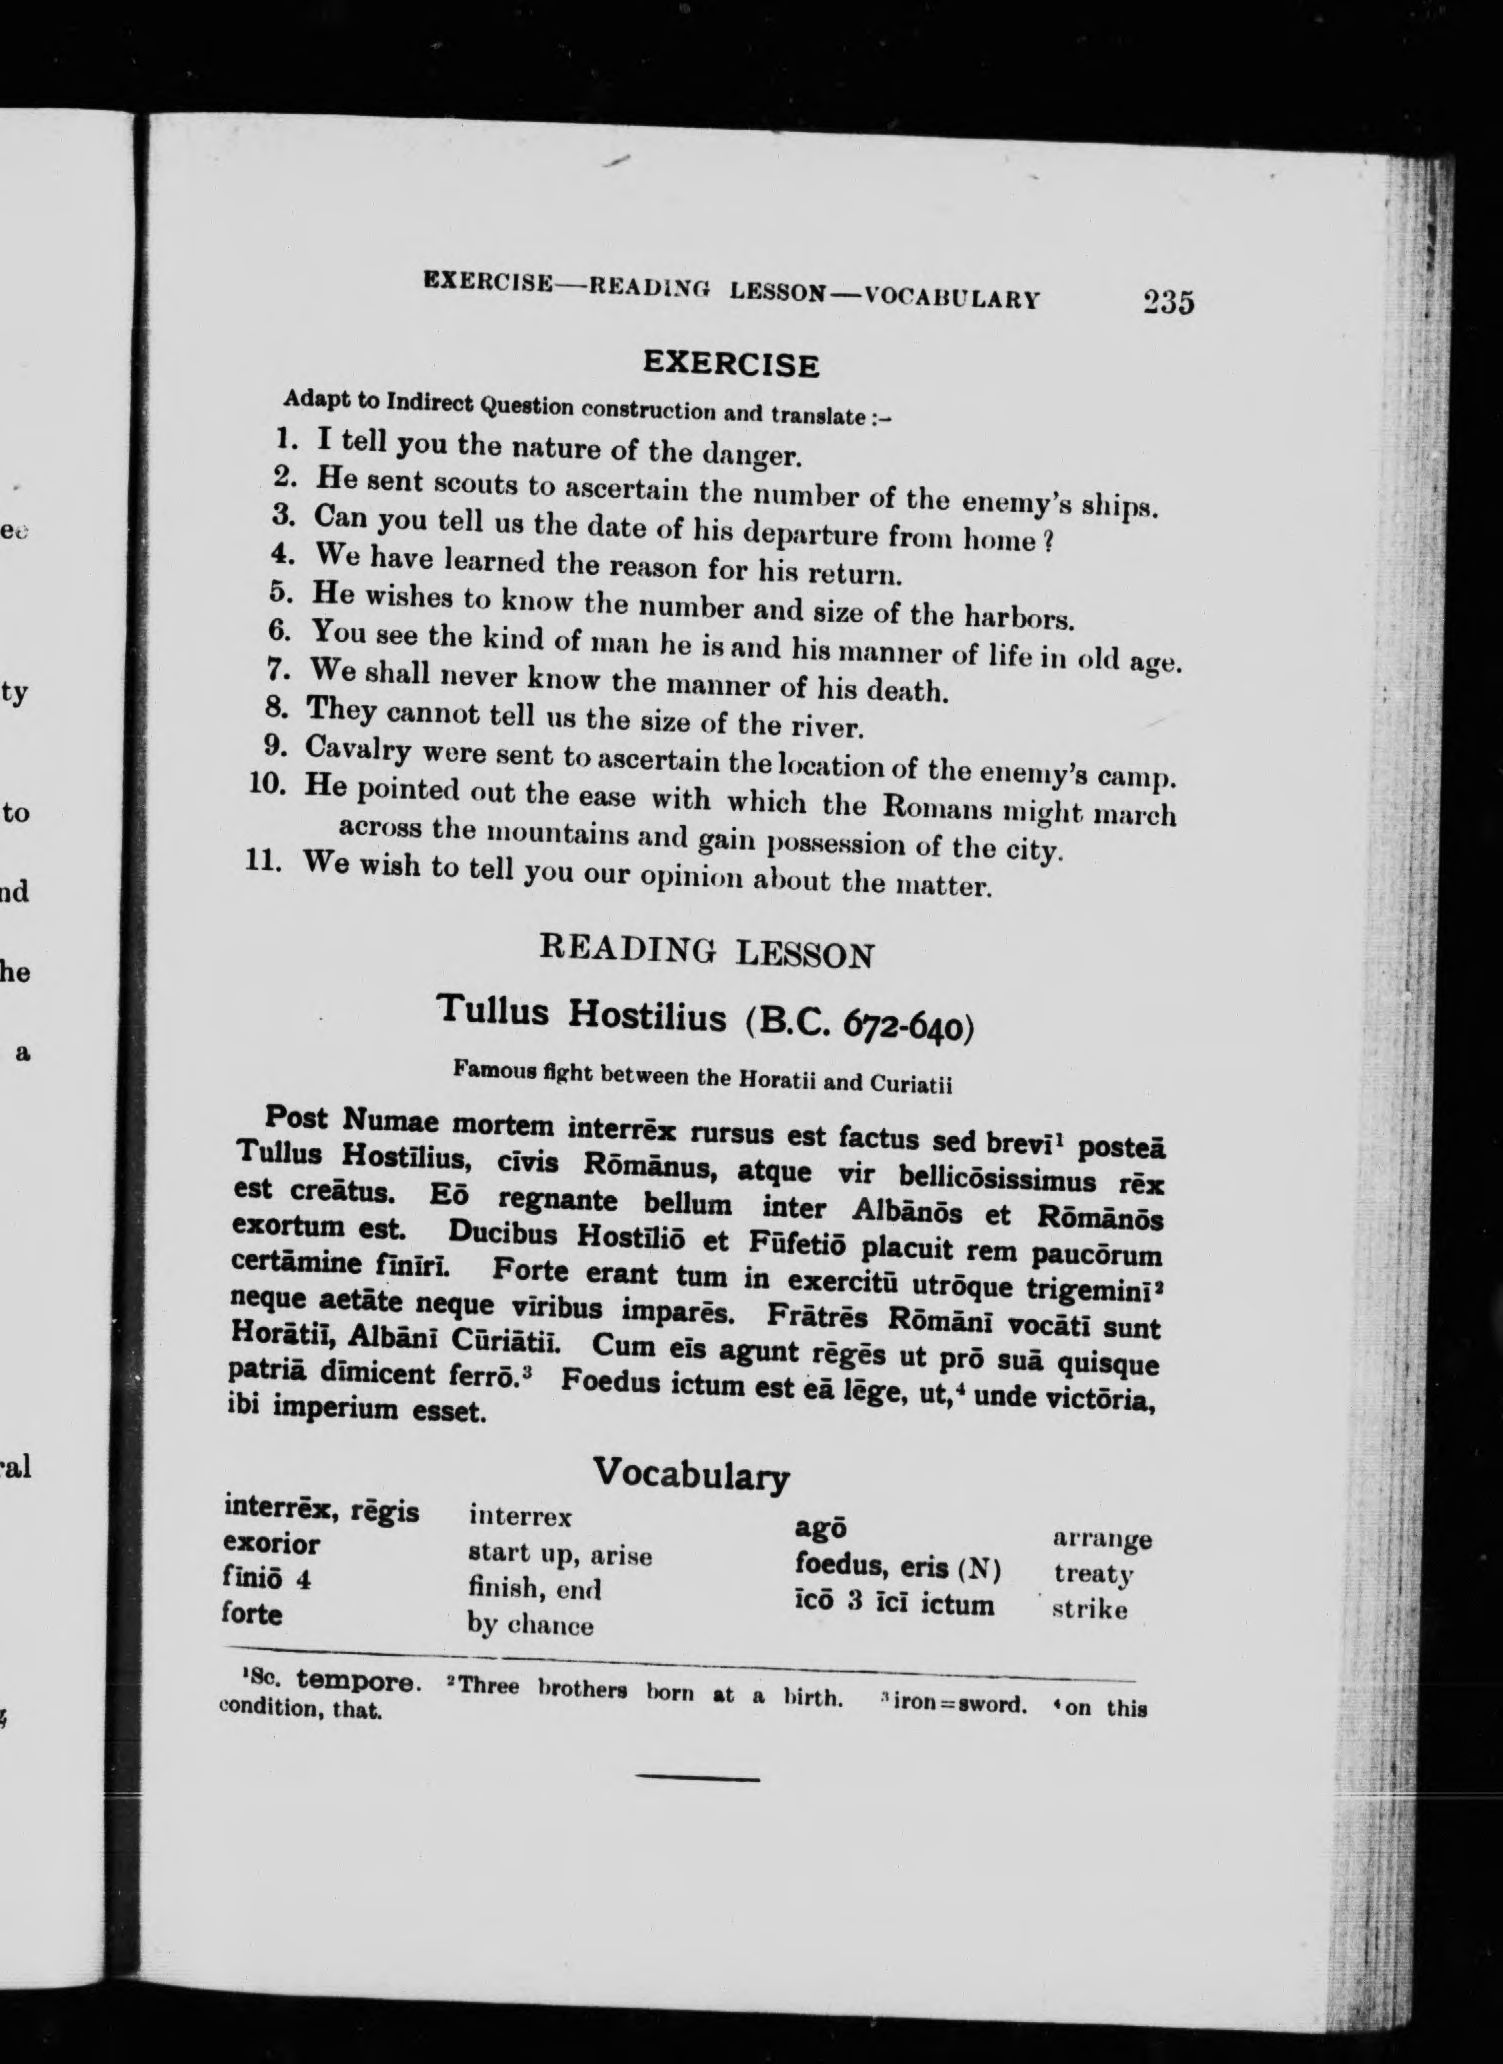 EXERCISE—READING LESSON—VOCABULARY 235
EXERCISE
Adapt to Indirect Question construction and translate :-
1. I tell you the nature of the danger.
2. He sent scouts to ascertain the number of the enemy's ships.
3. Can you tell us the date of his departure from home?
4. We have learned the reason for his return.
5. He wishes to know the number and size of the harbors.
6. You see the kind of man he is and his manner of life in old age.
7. We shall never know the manner of his death.
8. They cannot tell us the size of the river.
9. Cavalry were sent to ascertain the location of the enemy's camp.
10. He pointed out the ease with which the Romans might march
across the mountains and gain possession of the city.
11. We wish to tell you our opinion about the matter.
READING LESSON
Tullus Hostilius (B.C. 672-640)
Famous fight between the Horatii and Curiatii
Post Numae mortem interrēx rursus est factus sed brevī¹ posteā
Tullus Hostīlius, cīvis Rōmānus, atque vir bellicōsissimus rēx
est creātus. Eō regnante bellum inter Albānōs et Rōmānōs
exortum est. Ducibus Hostīliō et Fūfetiō placuit rem paucōrum
certāmine fīnīrī. Forte erant tum in exercitū utrōque trigeminī²
neque aetāte neque vīribus imparēs. Frātrēs Rōmānī vocātī sunt
Horātiī, Albānī Cūriātiī. Cum eīs agunt rēgēs ut prō suā quisque
patriā dīmicent ferrō.³ Foedus ictum est eā lēge, ut,⁴ unde victōria,
ibi imperium esset.
Vocabulary
interrēx, rēgis interrex agō arrange
exorior start up, arise foedus, eris (N) treaty
fīniō 4 finish, end īcō 3 īcī ictum strike
forte by chance
¹Sc. tempore. ²Three brothers born at a birth. ³iron=sword. ⁴on this
condition, that.
ee
ty
to
nd
he
a
ral